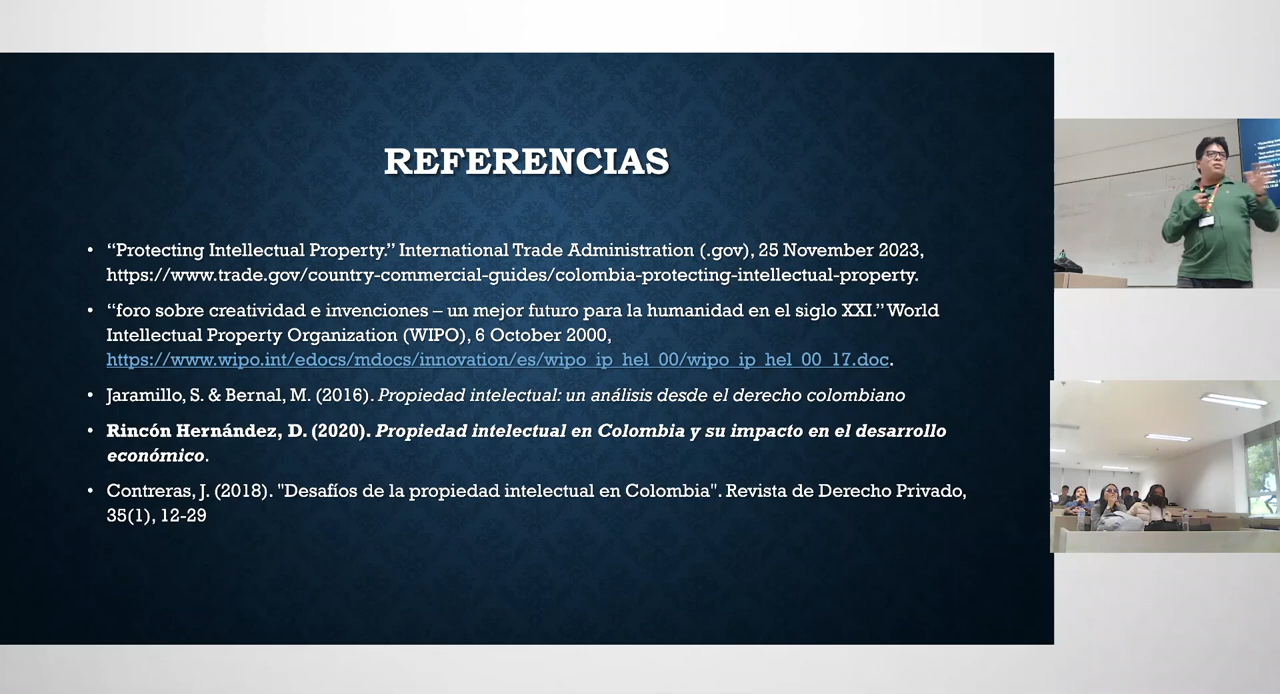 REFERENCIAS
• “Protecting Intellectual Property.” International Trade Administration (.gov), 25 November 2023,
https://www.trade.gov/country-commercial-guides/colombia-protecting-intellectual-property.
• “foro sobre creatividad e invenciones – un mejor futuro para la humanidad en el siglo XXI.” World
Intellectual Property Organization (WIPO), 6 October 2000,
https://www.wipo.int/edocs/mdocs/innovation/es/wipo_ip_hel_00/wipo_ip_hel_00_17.doc.
• Jaramillo, S. & Bernal, M. (2016). Propiedad intelectual: un análisis desde el derecho colombiano
• Rincón Hernández, D. (2020). Propiedad intelectual en Colombia y su impacto en el desarrollo
económico.
• Contreras, J. (2018). "Desafíos de la propiedad intelectual en Colombia". Revista de Derecho Privado,
35(1), 12-29